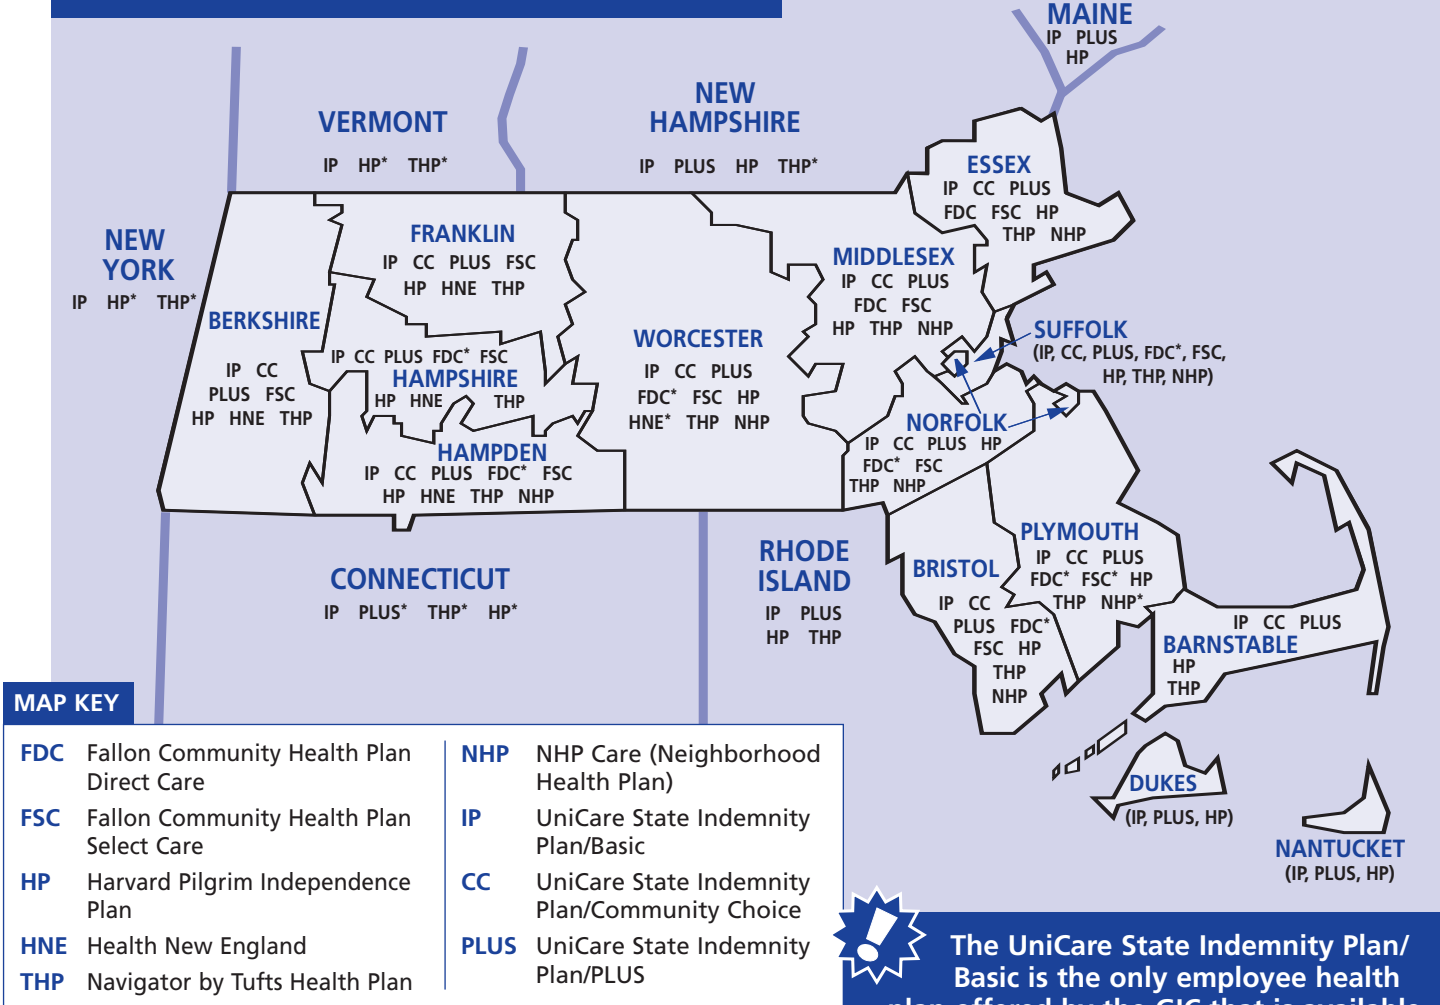 MAINE
IP PLUS
HP
NEW
HAMPSHIRE
IP PLUS HP THP*
VERMONT
IP HP* THP*
NEW
YORK
IP HP* THP*
ESSEX
IP CC PLUS
FDC FSC HP
THP NHP
FRANKLIN
IP CC PLUS FSC
HP HNE THP
MIDDLESEX
IP CC PLUS
FDC FSC
HP THP NHP
BERKSHIRE
IP CC
PLUS FSC
HP HNE THP
WORCESTER
IP CC PLUS
FDC* FSC HP
HNE* THP NHP
SUFFOLK
(IP, CC, PLUS, FDC*, FSC,
HP, THP, NHP)
IP CC PLUS FDC* FSC
HAMPSHIRE
HP HNE THP
NORFOLK
IP CC PLUS HP
FDC* FSC
THP NHP
HAMPDEN
IP CC PLUS FDC* FSC
HP HNE THP NHP
CONNECTICUT
IP PLUS* THP* HP*
RHODE
ISLAND
IP PLUS
HP THP
BRISTOL
IP CC
PLUS FDC*
FSC HP
THP
NHP
PLYMOUTH
IP CC PLUS
FDC* FSC* HP
THP NHP*
IP CC PLUS
BARNSTABLE
HP
THP
DUKES
(IP, PLUS, HP)
NANTUCKET
(IP, PLUS, HP)
MAP KEY
FDC Fallon Community Health Plan
Direct Care
FSC Fallon Community Health Plan
Select Care
HP Harvard Pilgrim Independence
Plan
HNE Health New England
THP Navigator by Tufts Health Plan
NHP NHP Care (Neighborhood
Health Plan)
IP UniCare State Indemnity
Plan/Basic
CC UniCare State Indemnity
Plan/Community Choice
PLUS UniCare State Indemnity
Plan/PLUS
The UniCare State Indemnity Plan/
Basic is the only employee health
plan offered by the GIC that is available